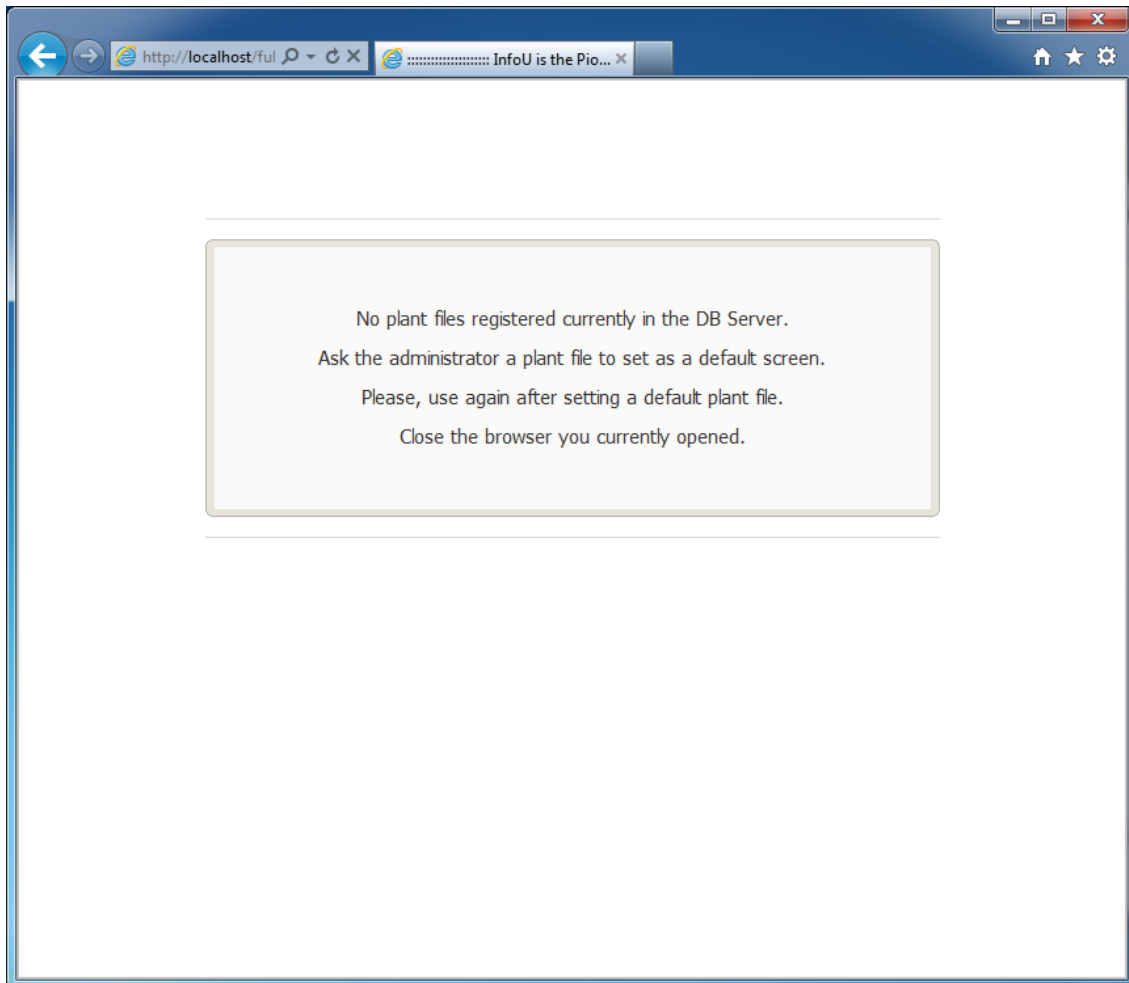 http://localhost/ful
:::::::::::::::::::: InfoU is the Pio...
No plant files registered currently in the DB Server.
Ask the administrator a plant file to set as a default screen.
Please, use again after setting a default plant file.
Close the browser you currently opened.